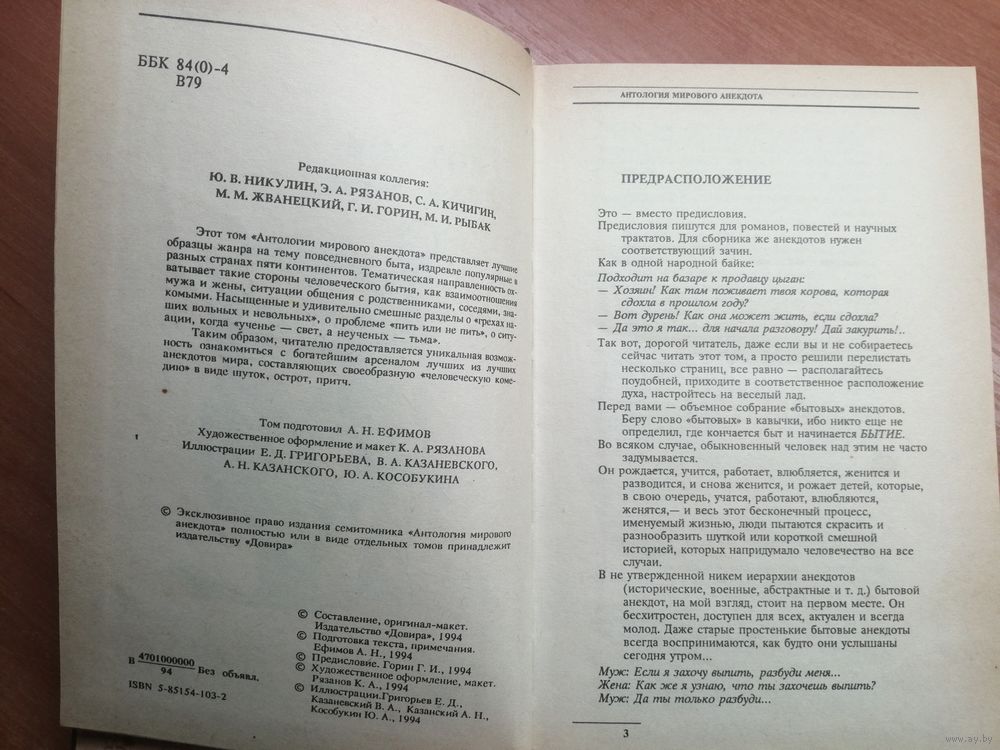 ББК 84(0)-4
В79
Редакционная коллегия:
Ю. В. НИКУЛИН, Э. А. РЯЗАНОВ, С. А. КИЧИГИН,
М. М. ЖВАНЕЦКИЙ, Г. И. ГОРИН, М. И. РЫБАК
Этот том «Антологии мирового анекдота» представляет лучшие
образцы жанра на тему повседневного быта, издревле популярные в
разных странах пяти континентов. Тематическая направленность ох-
ватывает такие стороны человеческого бытия, как взаимоотношения
мужа и жены, ситуации общения с родственниками, соседями, зна-
комыми. Насыщенные и удивительно смешные разделы о «грехах на-
ших вольных и невольных», о проблеме «пить или не пить», о ситу-
ации, когда «ученье — свет, а неученых — тьма».
Таким образом, читателю предоставляется уникальная возмож-
ность ознакомиться с богатейшим арсеналом лучших из лучших
анекдотов мира, составляющих своеобразную «человеческую коме-
дию» в виде шуток, острот, притч.
Том подготовил А. Н. ЕФИМОВ
Художественное оформление и макет К. А. РЯЗАНОВА
Иллюстрации Е. Д. ГРИГОРЬЕВА, В. А. КАЗАНЕВСКОГО,
А. Н. КАЗАНСКОГО, Ю. А. КОСОБУКИНА
© Эксклюзивное право издания семитомника «Антология мирового
анекдота» полностью или в виде отдельных томов принадлежит
издательству «Довира»
© Составление, оригинал-макет.
Издательство «Довира», 1994
© Подготовка текста, примечания.
Ефимов А. Н., 1994
© Предисловие. Горин Г. И., 1994
© Художественное оформление, макет.
Рязанов К. А., 1994
© Иллюстрации.Григорьев Е. Д.,
Казаневский В. А., Казанский А. Н.,
Кособукин Ю. А., 1994
В 4701000000 Без объявл.
94
ISBN 5-85154-103-2
АНТОЛОГИЯ МИРОВОГО АНЕКДОТА
ПРЕДРАСПОЛОЖЕНИЕ
Это — вместо предисловия.
Предисловия пишутся для романов, повестей и научных
трактатов. Для сборника же анекдотов нужен
соответствующий зачин.
Как в одной народной байке:
Подходит на базаре к продавцу цыган:
— Хозяин! Как там поживает твоя корова, которая
сдохла в прошлом году?
— Вот дурень! Как она может жить, если сдохла?
— Да это я так... для начала разговору! Дай закурить!..
Так вот, дорогой читатель, даже если вы и не собираетесь
сейчас читать этот том, а просто решили перелистать
несколько страниц, все равно — располагайтесь
поудобней, приходите в соответственное расположение
духа, настройтесь на веселый лад.
Перед вами — объемное собрание «бытовых» анекдотов.
Беру слово «бытовых» в кавычки, ибо никто еще не
определил, где кончается быт и начинается БЫТИЕ.
Во всяком случае, обыкновенный человек над этим не часто
задумывается.
Он рождается, учится, работает, влюбляется, женится и
разводится, и снова женится, и рожает детей, которые,
в свою очередь, учатся, работают, влюбляются,
женятся,— и весь этот бесконечный процесс,
именуемый жизнью, люди пытаются скрасить и
разнообразить шуткой или короткой смешной
историей, которых напридумало человечество на все
случаи.
В не утвержденной никем иерархии анекдотов
(исторические, военные, абстрактные и т. д.) бытовой
анекдот, на мой взгляд, стоит на первом месте. Он
бесхитростен, доступен для всех, актуален и всегда
молод. Даже старые простенькие бытовые анекдоты
всегда воспринимаются, как будто они услышаны
сегодня утром...
Муж: Если я захочу выпить, разбуди меня...
Жена: Как же я узнаю, что ты захочешь выпить?
Муж: Да ты только разбуди...
3
www.ay.by